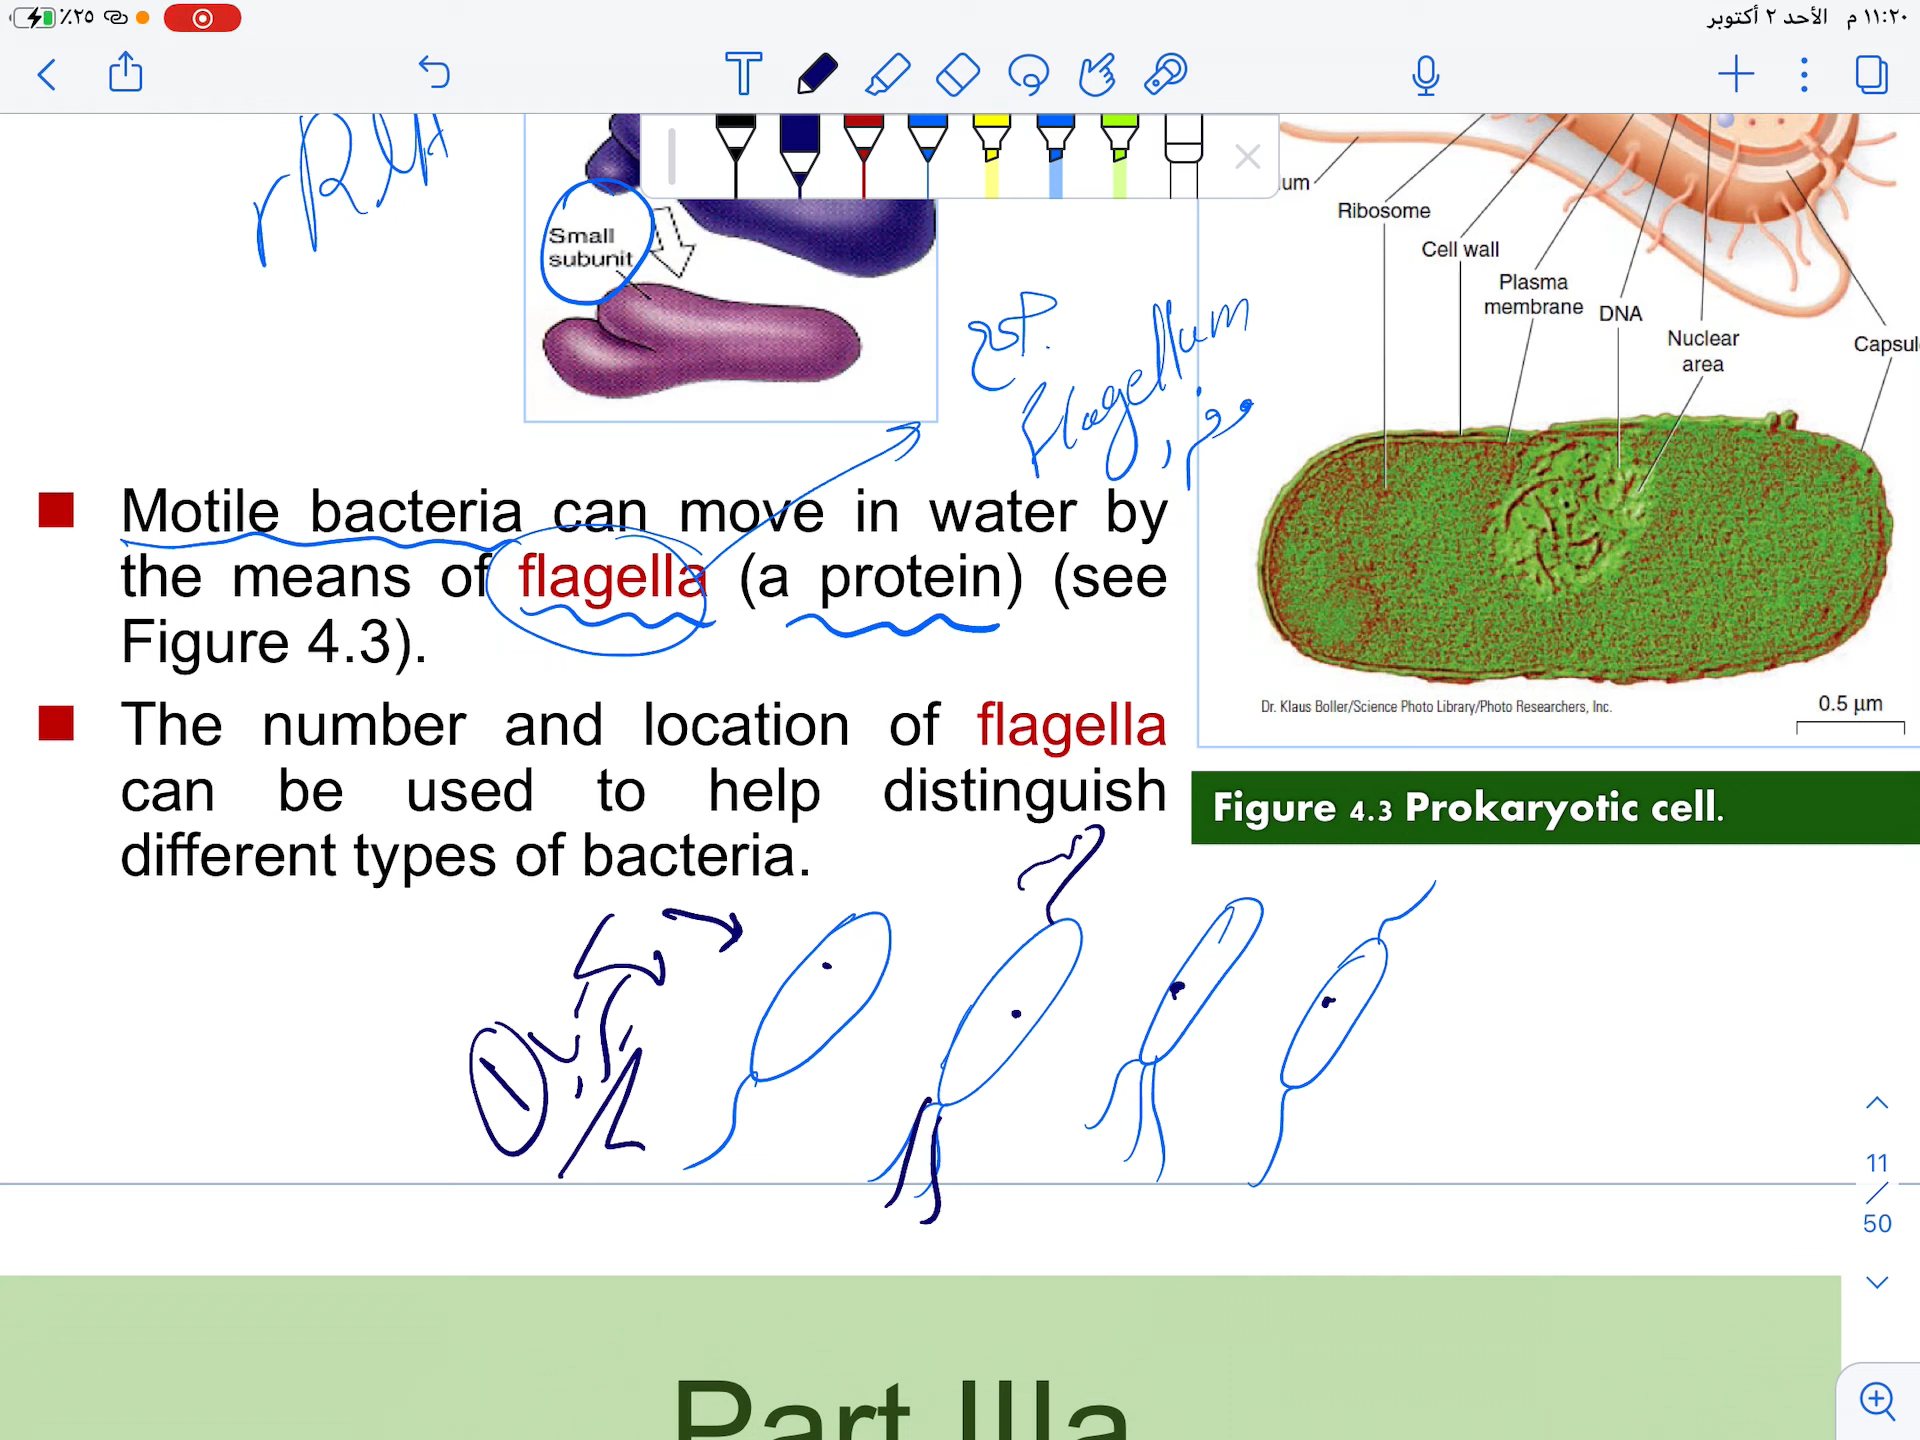 ٪٢٥
١١:٢٠ م الأحد ٢ أكتوبر
rRNA
Small
subunit
um
Ribosome
Cell wall
Plasma
membrane
DNA
Nuclear
area
Capsul
flagellum
مفرد
Motile bacteria can move in water by
the means of flagella (a protein) (see
Figure 4.3).
The number and location of flagella
can be used to help distinguish
different types of bacteria.
Dr. Klaus Boller/Science Photo Library/Photo Researchers, Inc.
0.5 μm
Figure 4.3 Prokaryotic cell.
11
50
Part IIIa